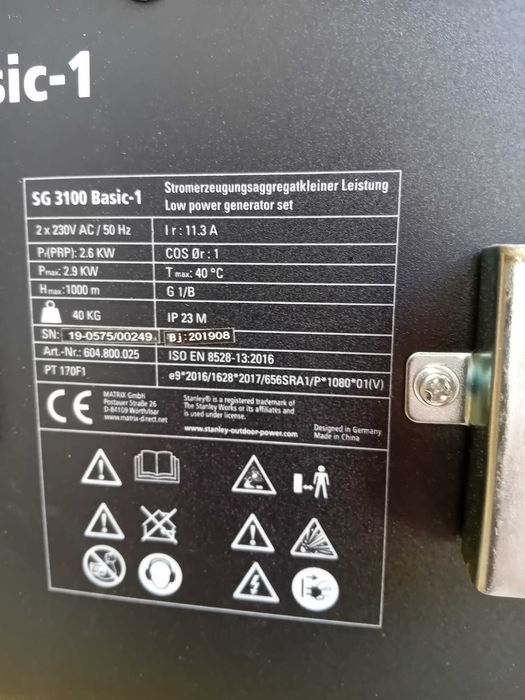 sic-1
SG 3100 Basic-1
Stromerzeugungsaggregatkleiner Leistung
Low power generator set
2 x 230V AC / 50 Hz
I r : 11.3 A
Pr(PRP): 2.6 KW
COS Ør : 1
Pmax: 2.9 KW
T max: 40 °C
H max:1000 m
G 1/B
40 KG
IP 23 M
SN: 19-0575/00249 Bj:201908
Art.-Nr.: 604.800.025
ISO EN 8528-13:2016
PT 170F1
e9*2016/1628*2017/656SRA1/P*1080*01(V)
CE
MATRIX GmbH
Postauer Straße 26
D-84109 Wörth/Isar
www.matrix-direct.net
Stanley® is a registered trademark of
The Stanley Works or its affiliates and
is used under license.
www.stanley-outdoor-power.com
Designed in Germany
Made in China